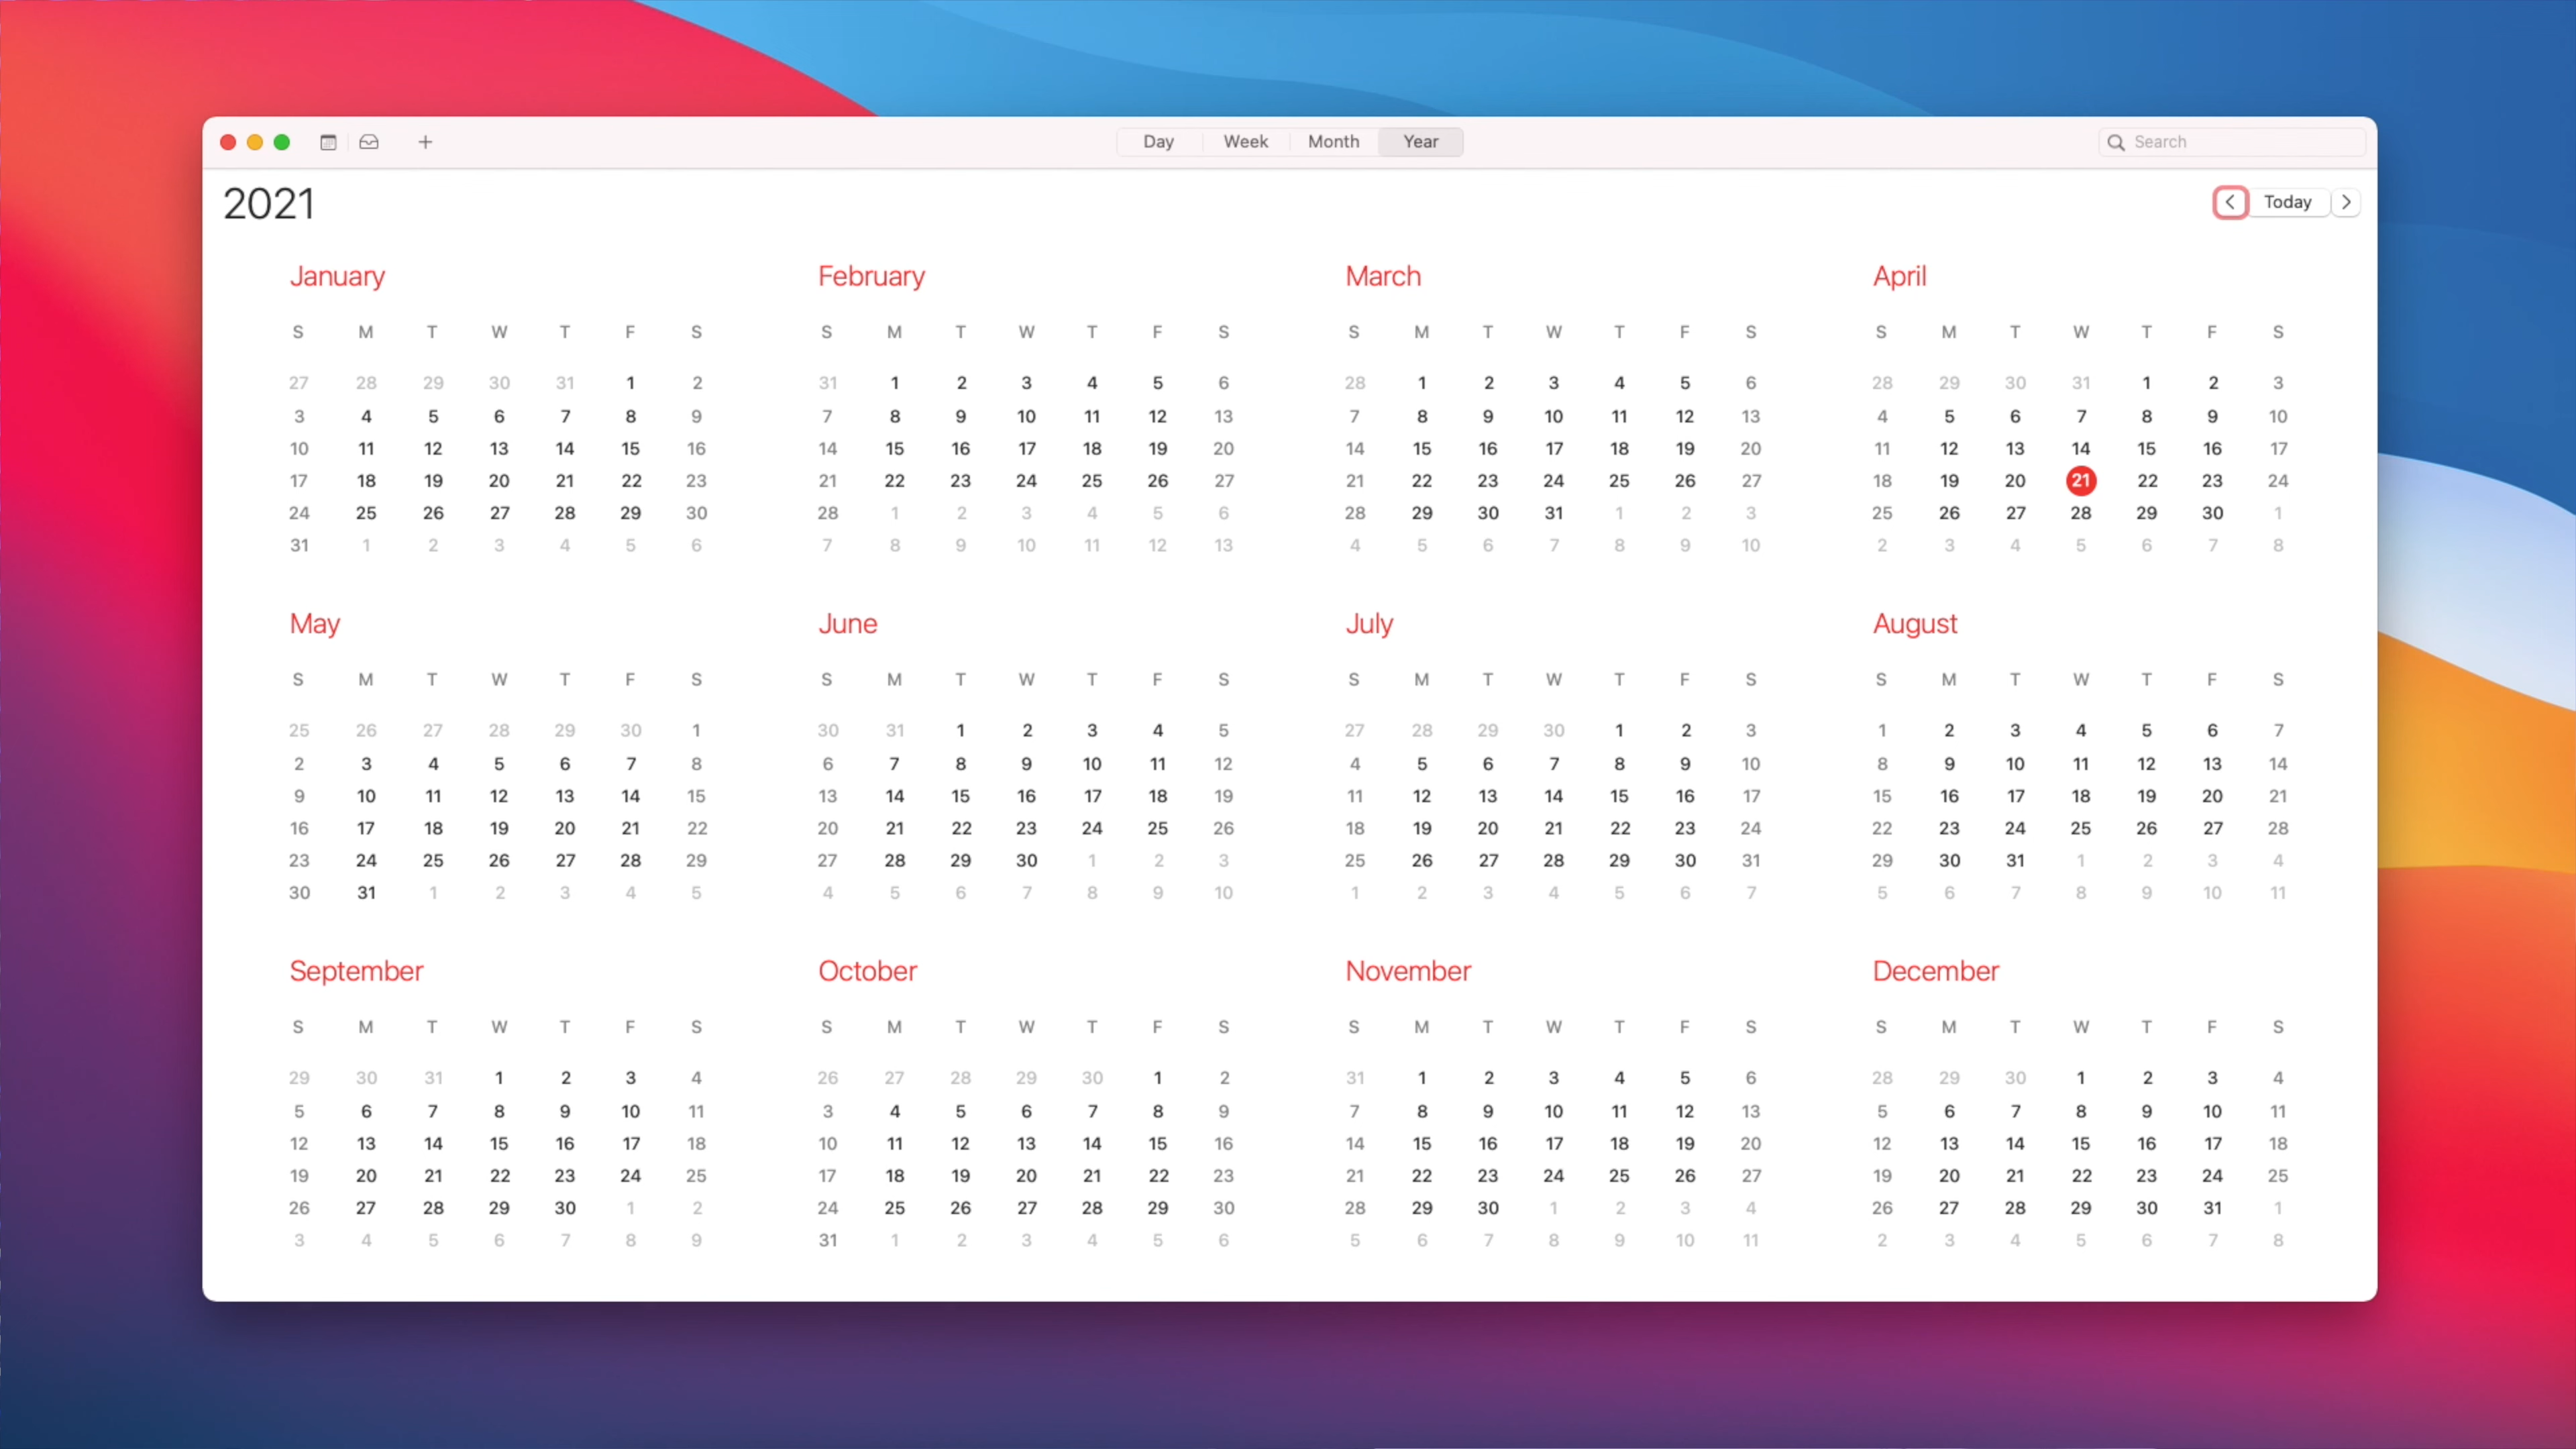 Day Week Month Year Search
2021 Today
January February March April
S M T W T F S S M T W T F S S M T W T F S S M T W T F S
27 28 29 30 31 1 2 31 1 2 3 4 5 6 28 1 2 3 4 5 6 28 29 30 31 1 2 3
3 4 5 6 7 8 9 7 8 9 10 11 12 13 7 8 9 10 11 12 13 4 5 6 7 8 9 10
10 11 12 13 14 15 16 14 15 16 17 18 19 20 14 15 16 17 18 19 20 11 12 13 14 15 16 17
17 18 19 20 21 22 23 21 22 23 24 25 26 27 21 22 23 24 25 26 27 18 19 20 21 22 23 24
24 25 26 27 28 29 30 28 1 2 3 4 5 6 28 29 30 31 1 2 3 25 26 27 28 29 30 1
31 1 2 3 4 5 6 7 8 9 10 11 12 13 4 5 6 7 8 9 10 2 3 4 5 6 7 8
May June July August
S M T W T F S S M T W T F S S M T W T F S S M T W T F S
25 26 27 28 29 30 1 30 31 1 2 3 4 5 27 28 29 30 1 2 3 1 2 3 4 5 6 7
2 3 4 5 6 7 8 6 7 8 9 10 11 12 4 5 6 7 8 9 10 8 9 10 11 12 13 14
9 10 11 12 13 14 15 13 14 15 16 17 18 19 11 12 13 14 15 16 17 15 16 17 18 19 20 21
16 17 18 19 20 21 22 20 21 22 23 24 25 26 18 19 20 21 22 23 24 22 23 24 25 26 27 28
23 24 25 26 27 28 29 27 28 29 30 1 2 3 25 26 27 28 29 30 31 29 30 31 1 2 3 4
30 31 1 2 3 4 5 4 5 6 7 8 9 10 1 2 3 4 5 6 7 5 6 7 8 9 10 11
September October November December
S M T W T F S S M T W T F S S M T W T F S S M T W T F S
29 30 31 1 2 3 4 26 27 28 29 30 1 2 31 1 2 3 4 5 6 28 29 30 1 2 3 4
5 6 7 8 9 10 11 3 4 5 6 7 8 9 7 8 9 10 11 12 13 5 6 7 8 9 10 11
12 13 14 15 16 17 18 10 11 12 13 14 15 16 14 15 16 17 18 19 20 12 13 14 15 16 17 18
19 20 21 22 23 24 25 17 18 19 20 21 22 23 21 22 23 24 25 26 27 19 20 21 22 23 24 25
26 27 28 29 30 1 2 24 25 26 27 28 29 30 28 29 30 1 2 3 4 26 27 28 29 30 31 1
3 4 5 6 7 8 9 31 1 2 3 4 5 6 5 6 7 8 9 10 11 2 3 4 5 6 7 8